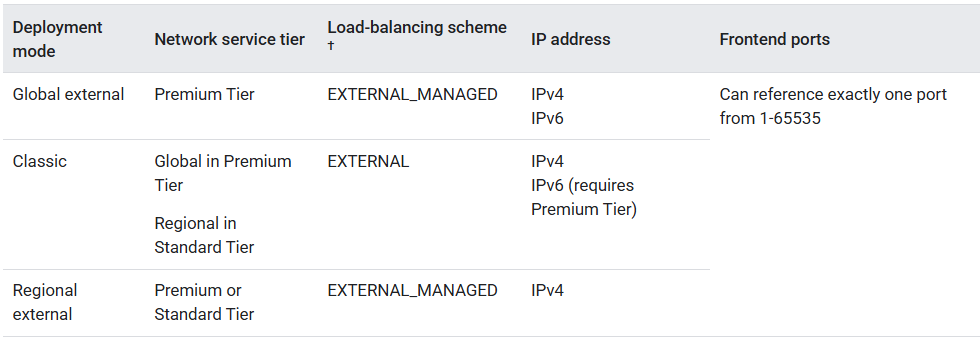 Deployment mode
Network service tier
Load-balancing scheme †
IP address
Frontend ports
Global external
Premium Tier
EXTERNAL_MANAGED
IPv4
IPv6
Can reference exactly one port
from 1-65535
Classic
Global in Premium
Tier
Regional in
Standard Tier
EXTERNAL
IPv4
IPv6 (requires
Premium Tier)
Regional
external
Premium or
Standard Tier
EXTERNAL_MANAGED
IPv4